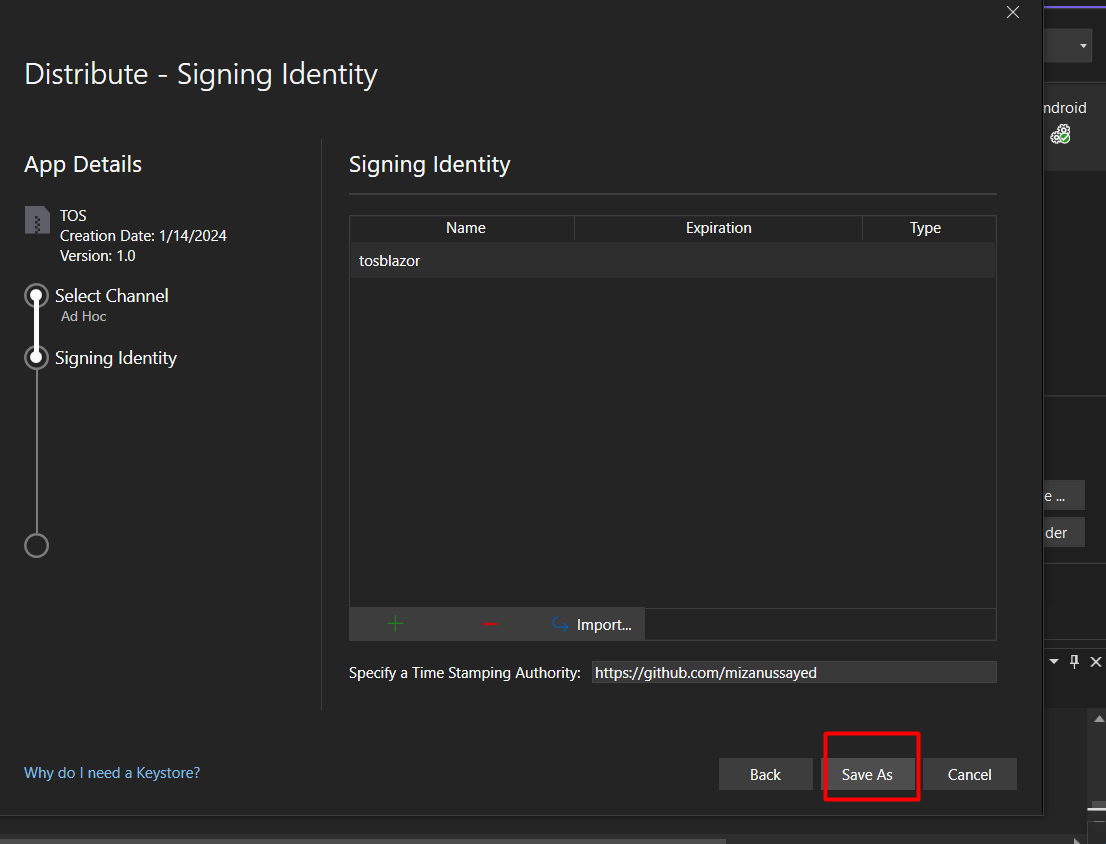 Distribute - Signing Identity
ndroid
App Details
TOS
Creation Date: 1/14/2024
Version: 1.0
Select Channel
Ad Hoc
Signing Identity
Signing Identity
Name Expiration Type
tosblazor
Import...
Specify a Time Stamping Authority: https://github.com/mizanussayed
e ...
der
Why do I need a Keystore?
Back Save As Cancel